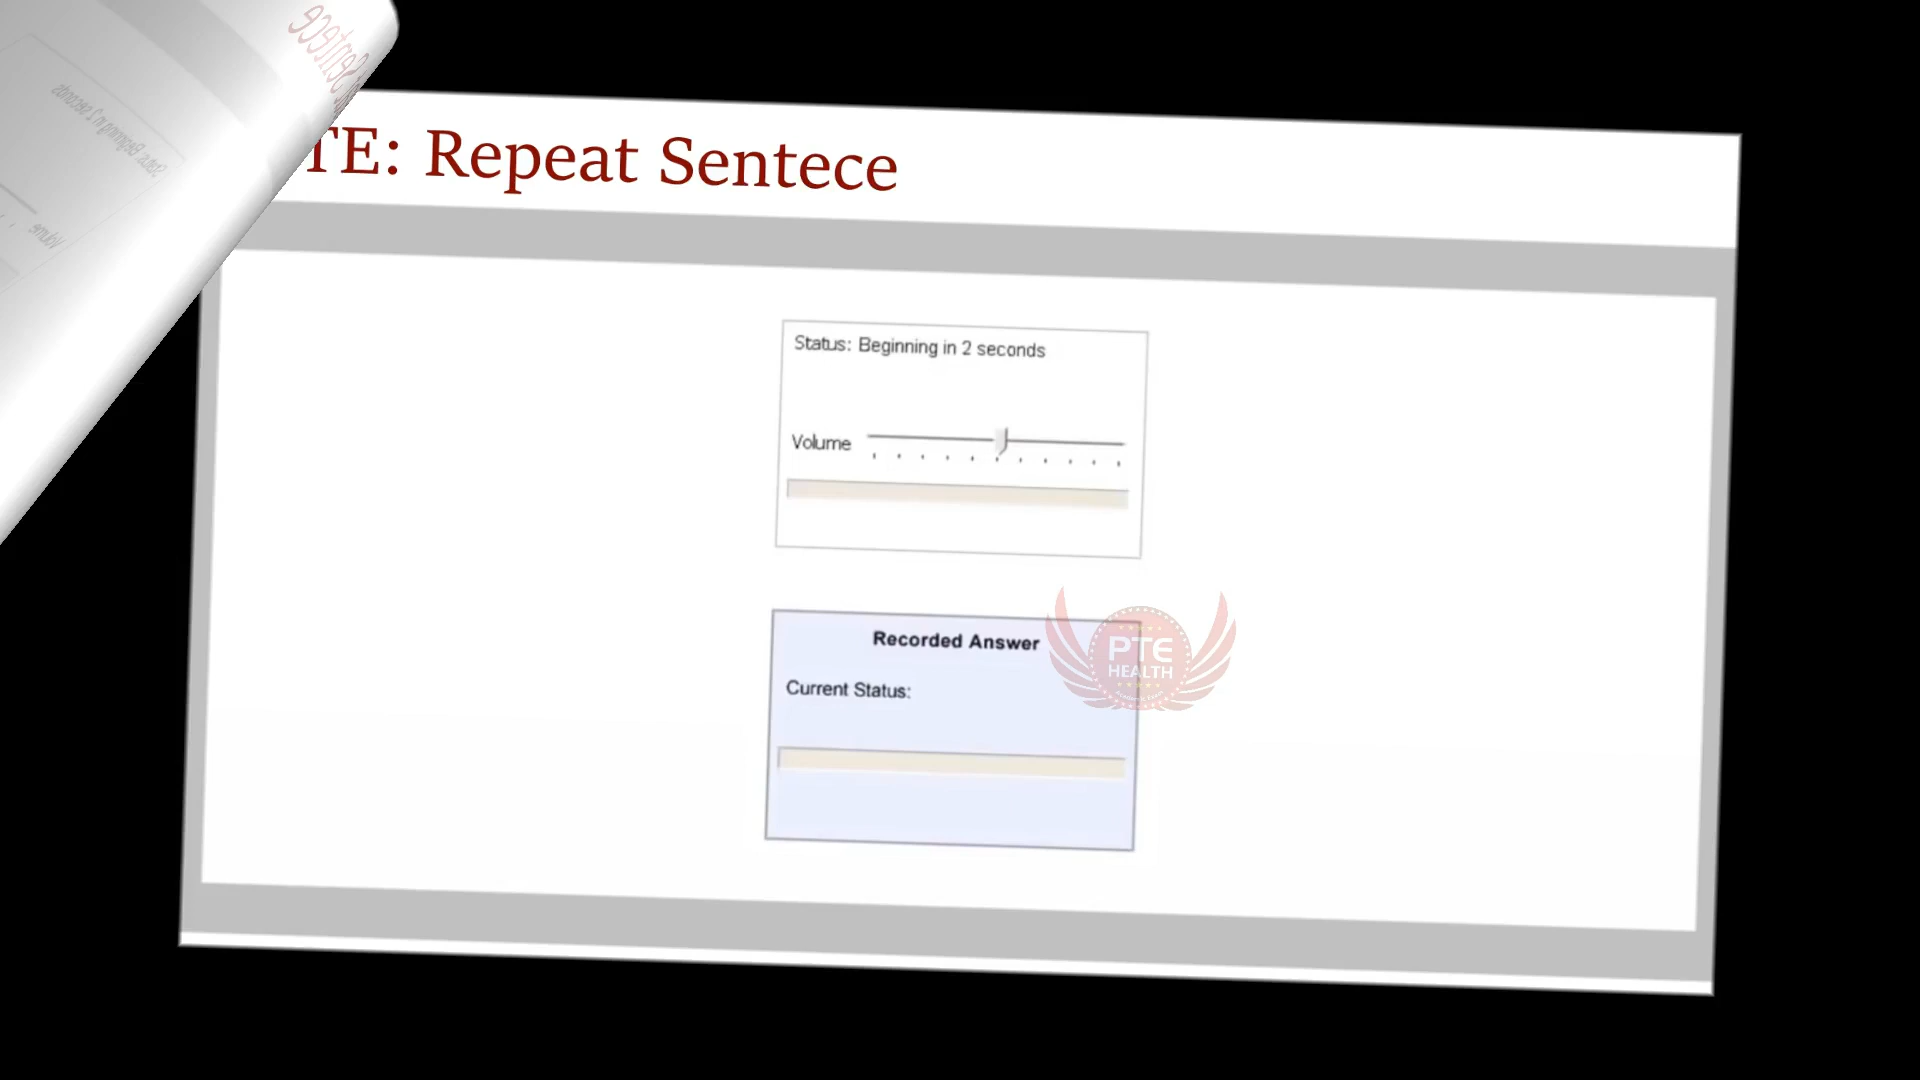 TE: Repeat Sentece
Status: Beginning in 2 seconds
Volume
Recorded Answer
Current Status:
PTE
HEALTH